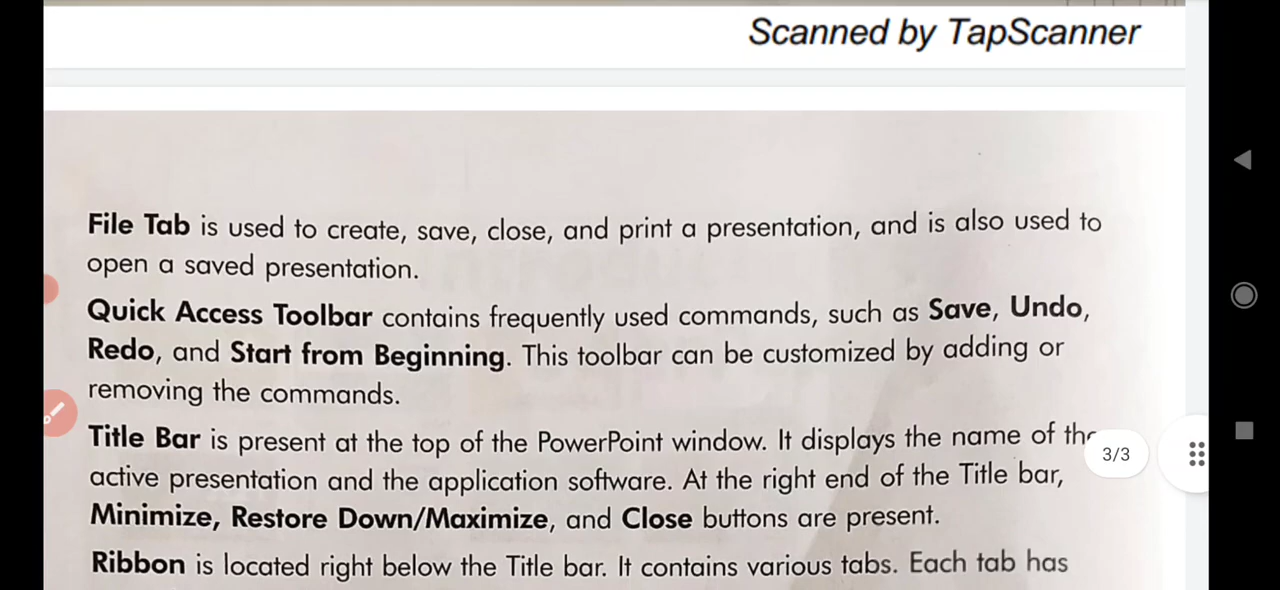 Scanned by TapScanner
File Tab is used to create, save, close, and print a presentation, and is also used to
open a saved presentation.
Quick Access Toolbar contains frequently used commands, such as Save, Undo,
Redo, and Start from Beginning. This toolbar can be customized by adding or
removing the commands.
Title Bar is present at the top of the PowerPoint window. It displays the name of the
active presentation and the application software. At the right end of the Title bar,
3/3
Minimize, Restore Down/Maximize, and Close buttons are present.
Ribbon is located right below the Title bar. It contains various tabs. Each tab has